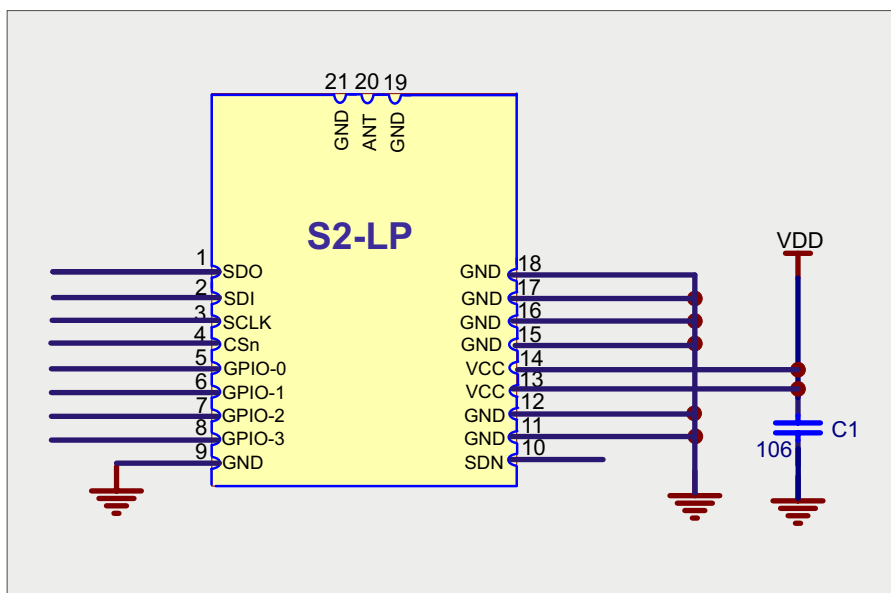 21 20 19
GND ANT GND
S2-LP
1 SDO
2 SDI
3 SCLK
4 CSn
5 GPIO-0
6 GPIO-1
7 GPIO-2
8 GPIO-3
9 GND
GND 18
GND 17
GND 16
GND 15
VCC 14
VCC 13
GND 12
GND 11
SDN 10
VDD
C1
106